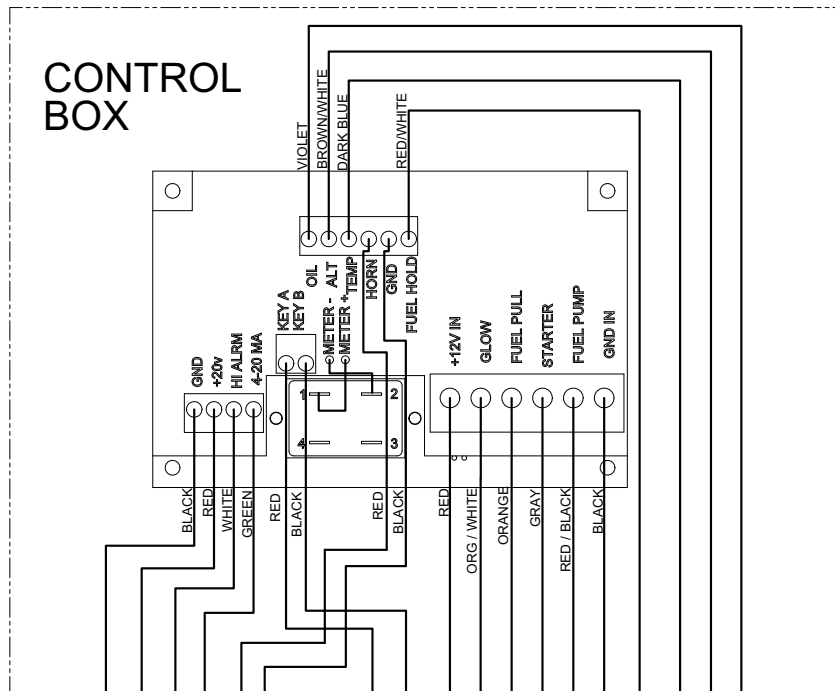 CONTROL
BOX
VIOLET
BROWN/WHITE
DARK BLUE
RED/WHITE
OIL
ALT
TEMP
HORN
GND
FUEL HOLD
KEY A
KEY B
METER -
METER +
GND
+20v
HI ALRM
4-20 MA
1
2
4
3
+12V IN
GLOW
FUEL PULL
STARTER
FUEL PUMP
GND IN
BLACK
RED
WHITE
GREEN
RED
BLACK
RED
BLACK
RED
ORG / WHITE
ORANGE
GRAY
RED / BLACK
BLACK